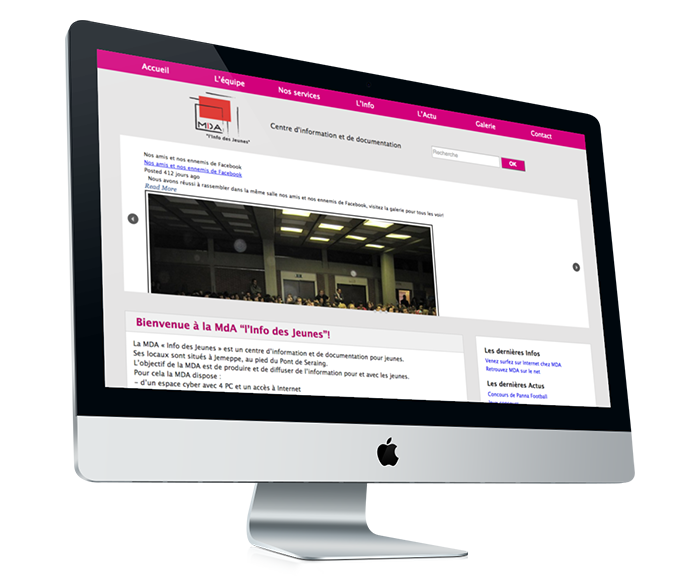 Accueil
L'équipe
Nos services
L'Info
L'Actu
Galerie
Contact
MDA
"l'Info des Jeunes"
Centre d'information et de documentation
Recherche
OK
Nos amis et nos ennemis de Facebook
Nos amis et nos ennemis de Facebook
Posted 412 jours ago
Nous avons réussi à rassembler dans la même salle nos amis et nos ennemis de Facebook, visitez la galerie pour tous les voir!
Read More
Bienvenue à la MdA "l'Info des Jeunes"!
La MDA « Info des Jeunes » est un centre d'information et de documentation pour jeunes.
Ses locaux sont situés à Jemeppe, au pied du Pont de Seraing.
L'objectif de la MDA est de produire et de diffuser de l'information pour et avec les jeunes.
Pour cela la MDA dispose :
– d'un espace cyber avec 4 PC et un accès à Internet
Les dernières Infos
Venez surfez sur Internet chez MDA
Retrouvez MDA sur le net
Les dernières Actus
Concours de Panna Football